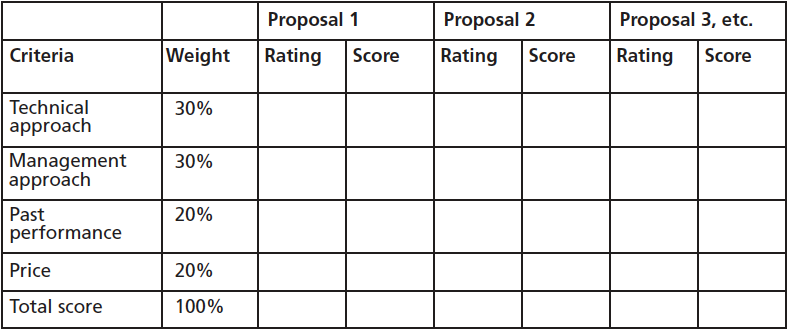 Proposal 1 Proposal 2 Proposal 3, etc.
Criteria Weight Rating Score Rating Score Rating Score
Technical
approach 30%
Management
approach 30%
Past
performance 20%
Price 20%
Total score 100%